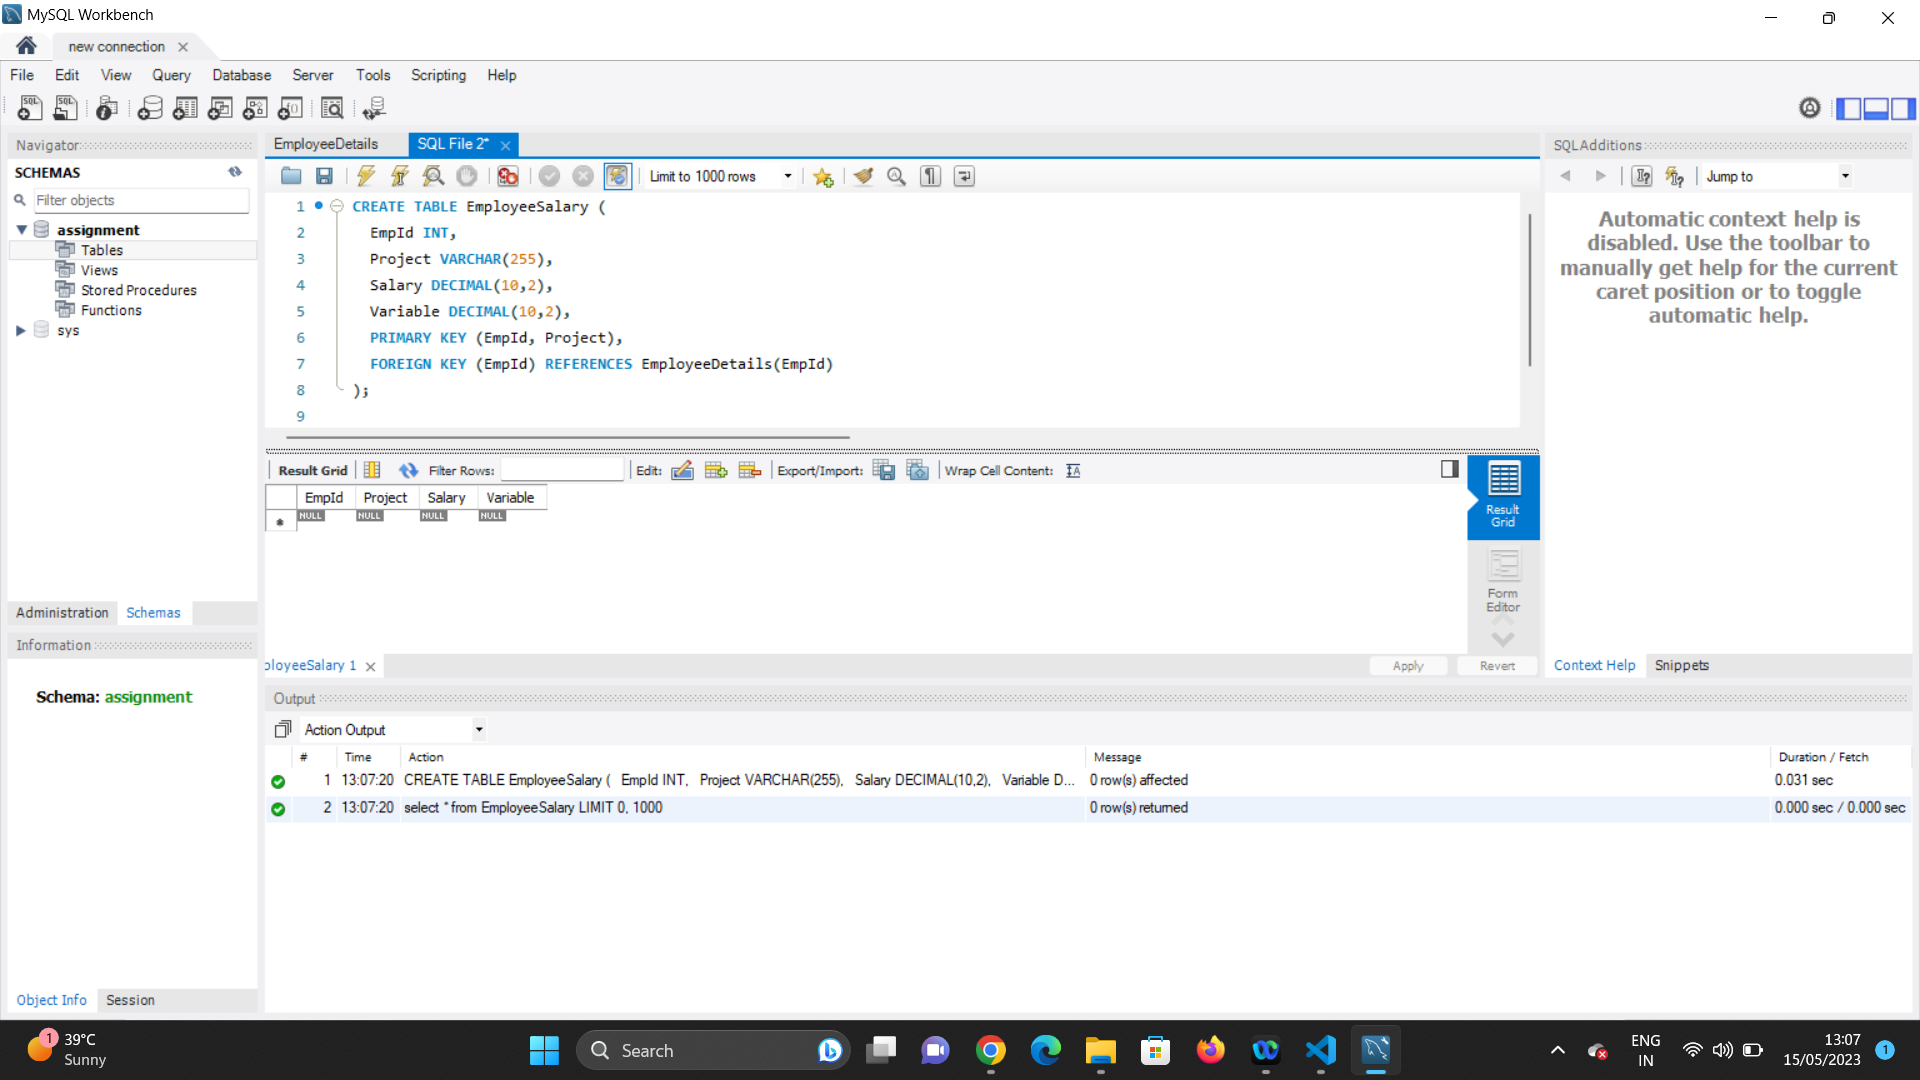 MySQL Workbench
new connection
File Edit View Query Database Server Tools Scripting Help
Navigator
SCHEMAS
Filter objects
assignment
Tables
Views
Stored Procedures
Functions
sys
Administration Schemas
Information
Schema: assignment
Object Info Session
EmployeeDetails SQL File 2*
Limit to 1000 rows
1 CREATE TABLE EmployeeSalary (
2 EmpId INT,
3 Project VARCHAR(255),
4 Salary DECIMAL(10,2),
5 Variable DECIMAL(10,2),
6 PRIMARY KEY (EmpId, Project),
7 FOREIGN KEY (EmpId) REFERENCES EmployeeDetails(EmpId)
8 );
9
Result Grid Filter Rows: Edit: Export/Import: Wrap Cell Content:
EmpId Project Salary Variable
NULL NULL NULL NULL
Result
Grid
Form
Editor
ployeeSalary 1
Apply Revert
SQLAdditions
Jump to
Automatic context help is
disabled. Use the toolbar to
manually get help for the current
caret position or to toggle
automatic help.
Context Help Snippets
Output
Action Output
# Time Action Message Duration / Fetch
1 13:07:20 CREATE TABLE EmployeeSalary ( EmpId INT, Project VARCHAR(255), Salary DECIMAL(10,2), Variable D... 0 row(s) affected 0.031 sec
2 13:07:20 select * from EmployeeSalary LIMIT 0, 1000 0 row(s) returned 0.000 sec / 0.000 sec
1 39°C
Sunny
Search
ENG
IN
13:07
15/05/2023
1